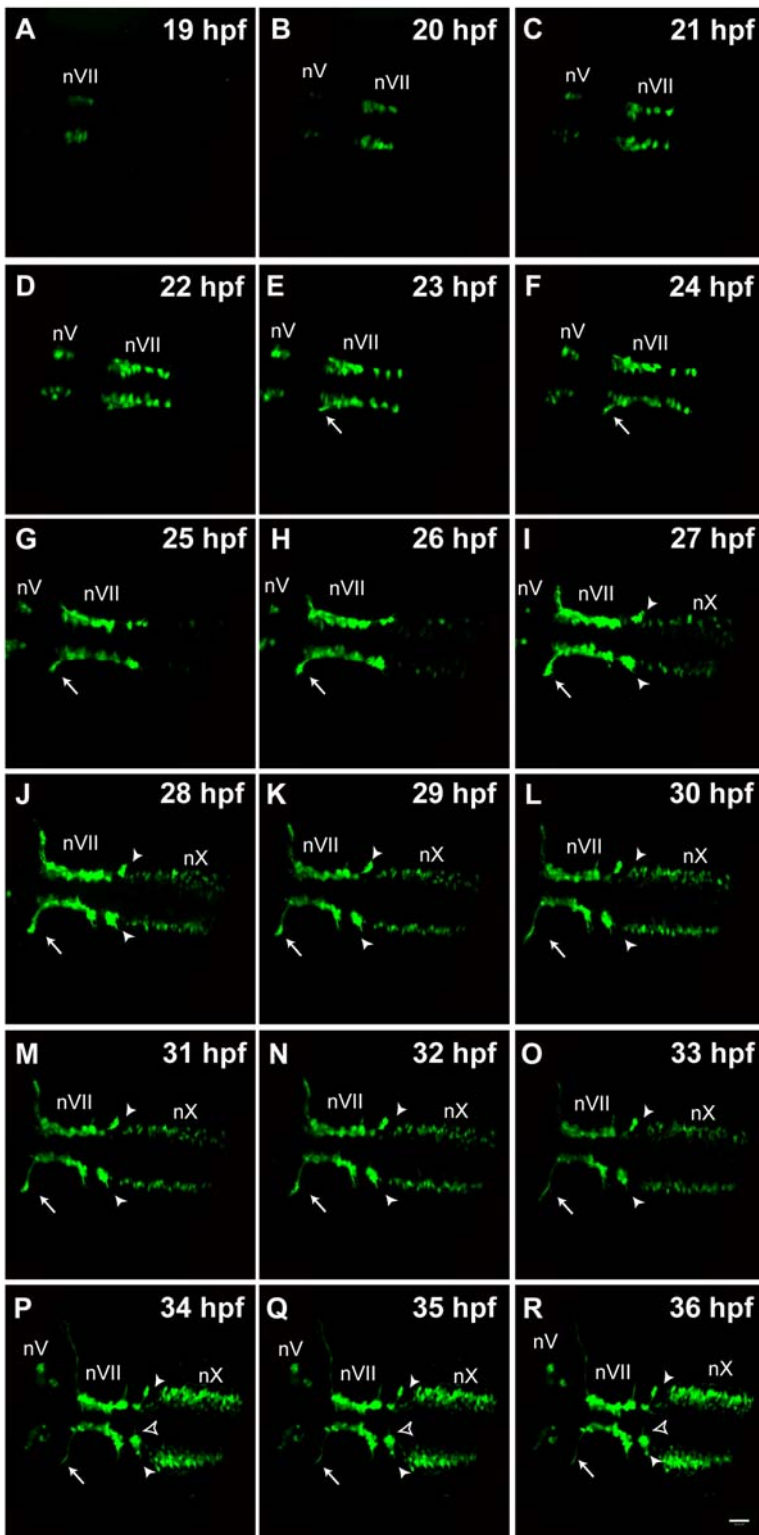 A 19 hpf
nVII
B 20 hpf
nV nVII
C 21 hpf
nV nVII
D 22 hpf
nV nVII
E 23 hpf
nV nVII
F 24 hpf
nV nVII
G 25 hpf
nV nVII
H 26 hpf
nVII
I 27 hpf
nV nVII nX
J 28 hpf
nVII nX
K 29 hpf
nVII nX
L 30 hpf
nVII nX
M 31 hpf
nVII nX
N 32 hpf
nVII nX
O 33 hpf
nVII nX
P 34 hpf
nV nVII nX
Q 35 hpf
nV nVII nX
R 36 hpf
nV nVII nX